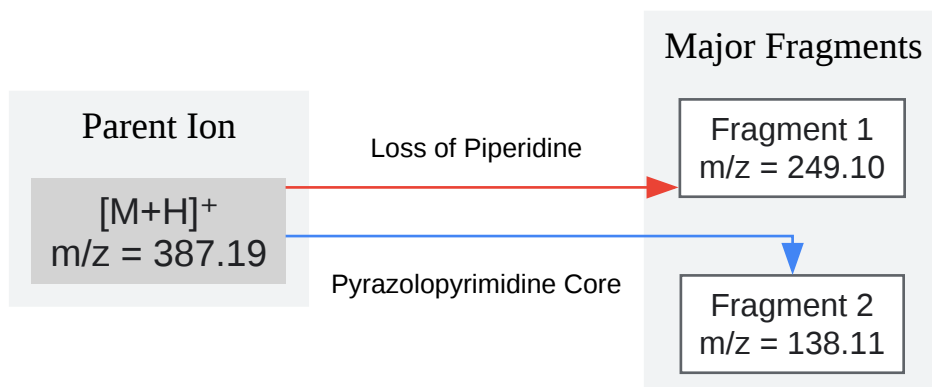 Parent Ion
[M+H]⁺
m/z = 387.19
Loss of Piperidine
Pyrazolopyrimidine Core
Major Fragments
Fragment 1
m/z = 249.10
Fragment 2
m/z = 138.11